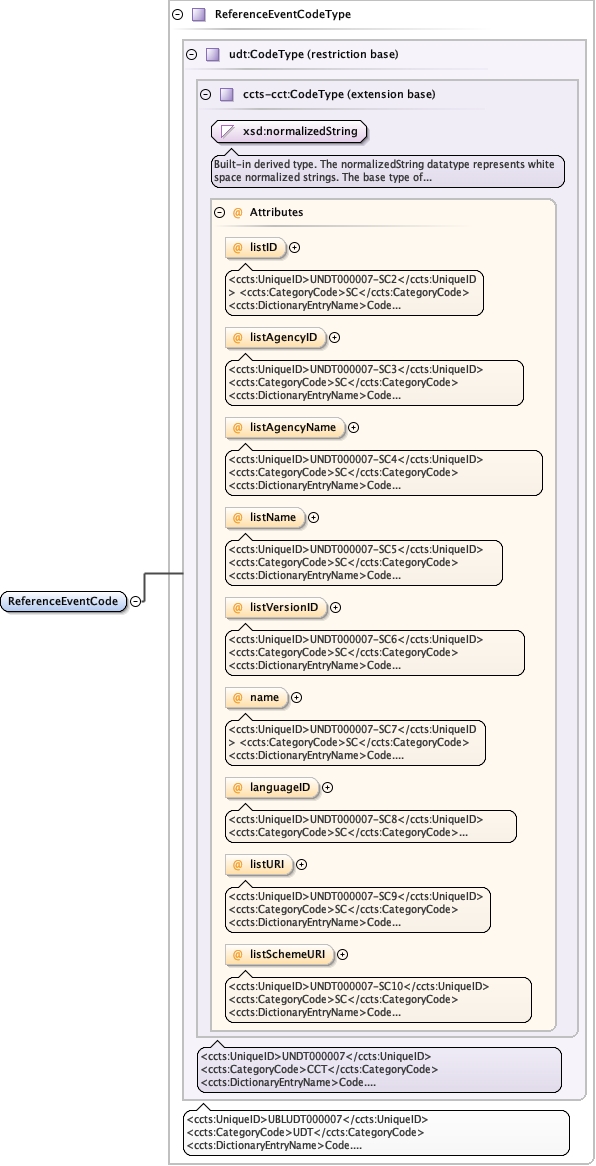 ReferenceEventCodeType
udt:CodeType (restriction base)
ccts-cct:CodeType (extension base)
xsd:normalizedString
Built-in derived type. The normalizedString datatype represents white
space normalized strings. The base type of...
@ Attributes
@ listID
<ccts:UniqueID>UNDT000007-SC2</ccts:UniqueID
> <ccts:CategoryCode>SC</ccts:CategoryCode>
<ccts:DictionaryEntryName>Code...
@ listAgencyID
<ccts:UniqueID>UNDT000007-SC3</ccts:UniqueID>
<ccts:CategoryCode>SC</ccts:CategoryCode>
<ccts:DictionaryEntryName>Code...
@ listAgencyName
<ccts:UniqueID>UNDT000007-SC4</ccts:UniqueID>
<ccts:CategoryCode>SC</ccts:CategoryCode>
<ccts:DictionaryEntryName>Code...
@ listName
<ccts:UniqueID>UNDT000007-SC5</ccts:UniqueID>
<ccts:CategoryCode>SC</ccts:CategoryCode>
<ccts:DictionaryEntryName>Code...
ReferenceEventCode
@ listVersionID
<ccts:UniqueID>UNDT000007-SC6</ccts:UniqueID>
<ccts:CategoryCode>SC</ccts:CategoryCode>
<ccts:DictionaryEntryName>Code...
@ name
<ccts:UniqueID>UNDT000007-SC7</ccts:UniqueID
> <ccts:CategoryCode>SC</ccts:CategoryCode>
<ccts:DictionaryEntryName>Code....
@ languageID
<ccts:UniqueID>UNDT000007-SC8</ccts:UniqueID>
<ccts:CategoryCode>SC</ccts:CategoryCode>...
@ listURI
<ccts:UniqueID>UNDT000007-SC9</ccts:UniqueID>
<ccts:CategoryCode>SC</ccts:CategoryCode>
<ccts:DictionaryEntryName>Code...
@ listSchemeURI
<ccts:UniqueID>UNDT000007-SC10</ccts:UniqueID>
<ccts:CategoryCode>SC</ccts:CategoryCode>
<ccts:DictionaryEntryName>Code...
<ccts:UniqueID>UNDT000007</ccts:UniqueID>
<ccts:CategoryCode>CCT</ccts:CategoryCode>
<ccts:DictionaryEntryName>Code....
<ccts:UniqueID>UBLUDT000007</ccts:UniqueID>
<ccts:CategoryCode>UDT</ccts:CategoryCode>
<ccts:DictionaryEntryName>Code....